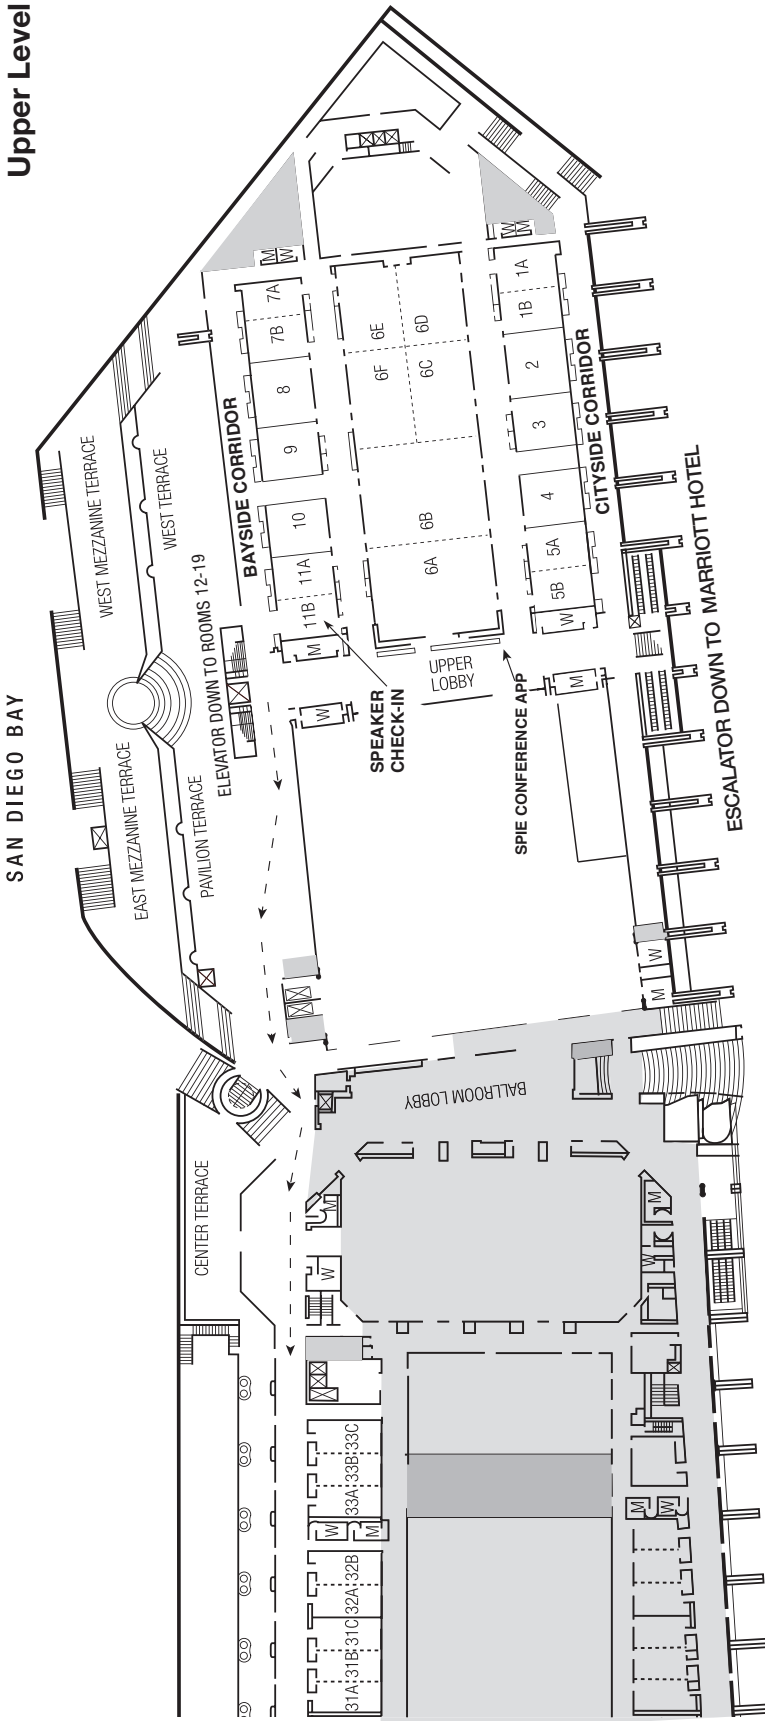 Upper Level
SAN DIEGO BAY
WEST MEZZANINE TERRACE
WEST TERRACE
EAST MEZZANINE TERRACE
PAVILION TERRACE
CENTER TERRACE
ELEVATOR DOWN TO ROOMS 12-19
BAYSIDE CORRIDOR
CITYSIDE CORRIDOR
ESCALATOR DOWN TO MARRIOTT HOTEL
M
W
W
M
7A
7B
8
9
10
11A
11B
M
W
6E
6D
6F
6C
6B
6A
1A
1B
2
3
4
5A
5B
W
M
UPPER
LOBBY
SPEAKER
CHECK-IN
SPIE CONFERENCE APP
W
M
BALLROOM LOBBY
M
W
M
W
33C
33B
33A
W
M
32B
32A
31C
31B
31A
M
W